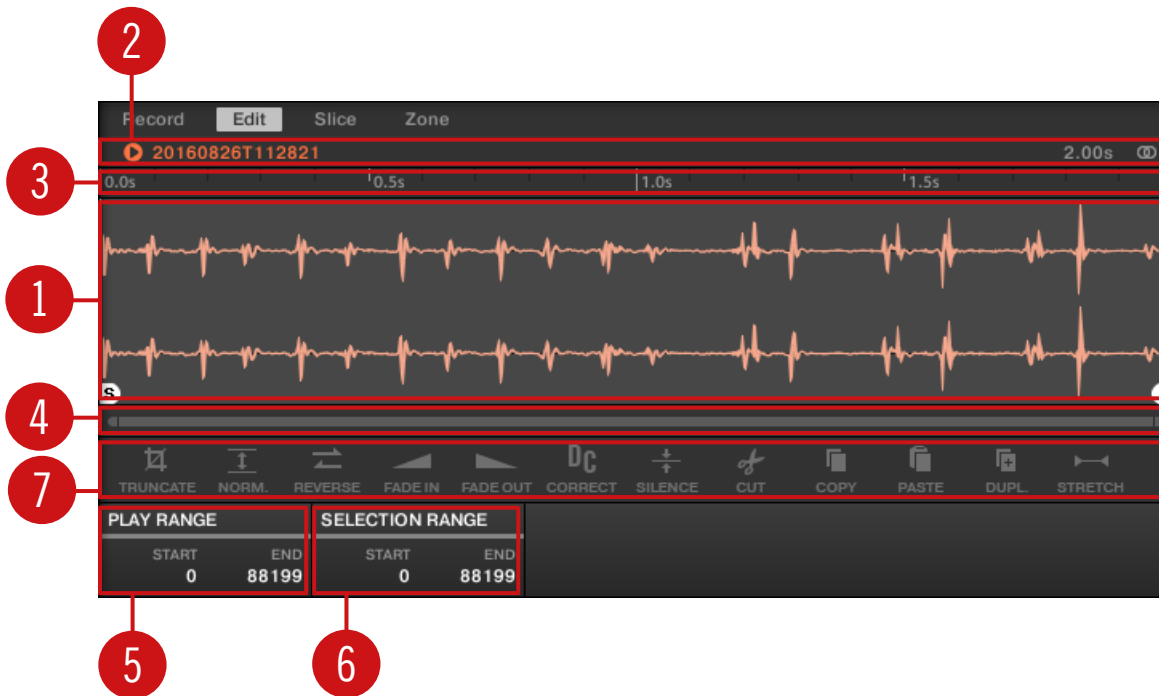 2
Record Edit Slice Zone
20160826T112821 2.00s
3
0.0s 0.5s 1.0s 1.5s
1
S
4
7
TRUNCATE NORM. REVERSE FADE IN FADE OUT DC CORRECT SILENCE CUT COPY PASTE DUPL. STRETCH
PLAY RANGE SELECTION RANGE
START END START END
0 88199 0 88199
5 6